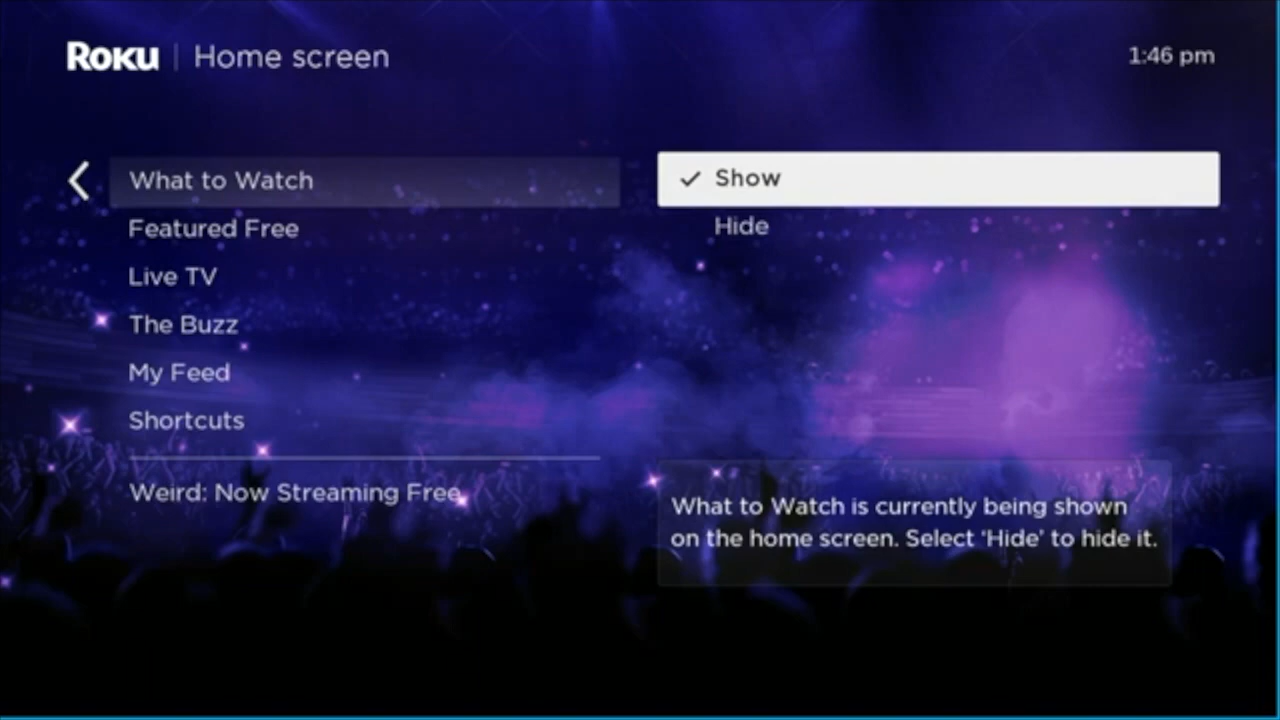 Roku | Home screen
1:46 pm
What to Watch
Featured Free
Live TV
The Buzz
My Feed
Shortcuts
Weird: Now Streaming Free
Show
Hide
What to Watch is currently being shown
on the home screen. Select ‘Hide’ to hide it.